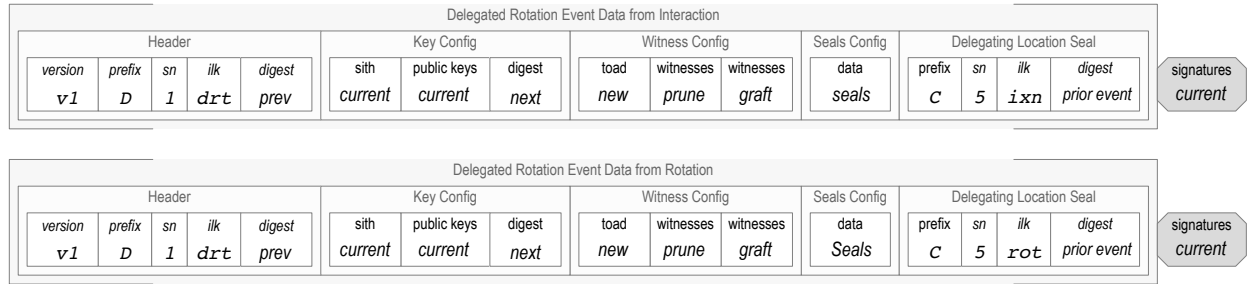 Delegated Rotation Event Data from Interaction
Header Key Config Witness Config Seals Config Delegating Location Seal
version prefix sn ilk digest sith public keys digest toad witnesses witnesses data prefix sn ilk digest signatures
v1 D 1 drt prev current current next new prune graft seals C 5 ixn prior event current
Delegated Rotation Event Data from Rotation
Header Key Config Witness Config Seals Config Delegating Location Seal
version prefix sn ilk digest sith public keys digest toad witnesses witnesses data prefix sn ilk digest signatures
v1 D 1 drt prev current current next new prune graft Seals C 5 rot prior event current